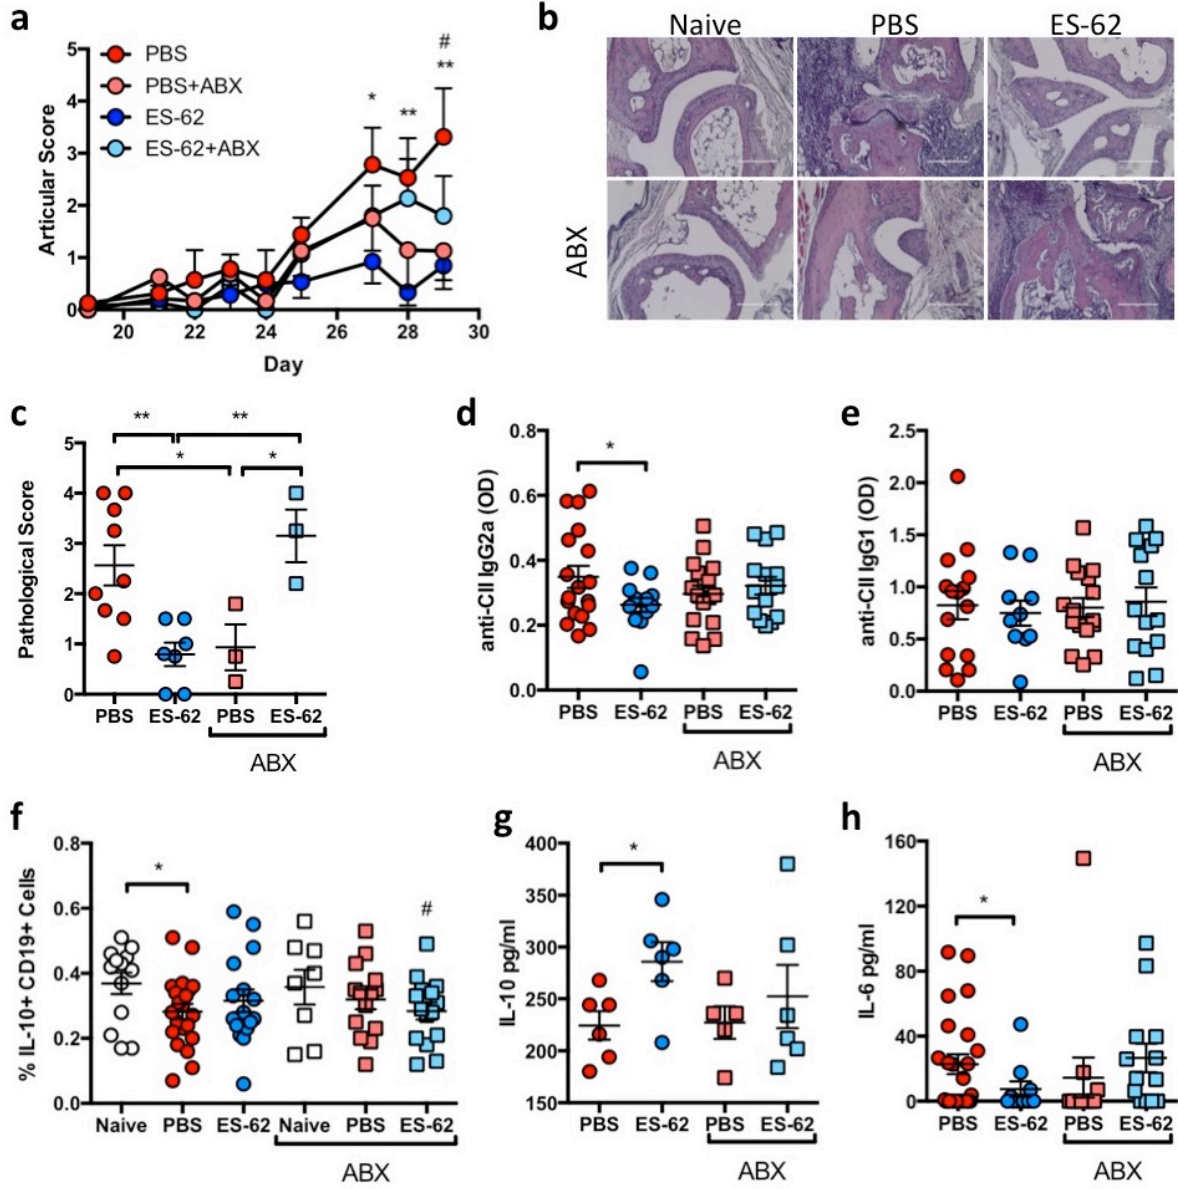 a
5
4
3
2
1
0
Articular Score
PBS
PBS+ABX
ES-62
ES-62+ABX
*
**
#
**
20 22 24 26 28 30
Day
b
Naive PBS ES-62
ABX
c
** **
* *
5
4
3
2
1
0
Pathological Score
PBS ES-62 PBS ES-62
ABX
d
*
0.8
0.6
0.4
0.2
0.0
anti-CII IgG2a (OD)
PBS ES-62 PBS ES-62
ABX
e
2.5
2.0
1.5
1.0
0.5
0.0
anti-CII IgG1 (OD)
PBS ES-62 PBS ES-62
ABX
f
*
#
0.8
0.6
0.4
0.2
0.0
% IL-10+ CD19+ Cells
Naive PBS ES-62 Naive PBS ES-62
ABX
g
*
400
350
300
250
200
150
IL-10 pg/ml
PBS ES-62 PBS ES-62
ABX
h
*
160
120
80
40
0
IL-6 pg/ml
PBS ES-62 PBS ES-62
ABX